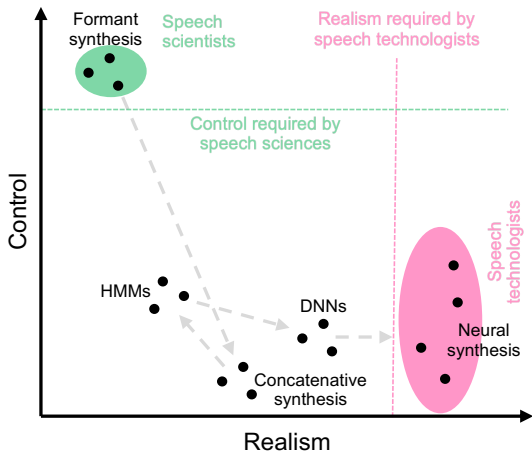 Formant
synthesis
Speech
scientists
Realism required by
speech technologists
Control required by
speech sciences
Control
HMMs
DNNs
Concatenative
synthesis
Speech
technologists
Neural
synthesis
Realism